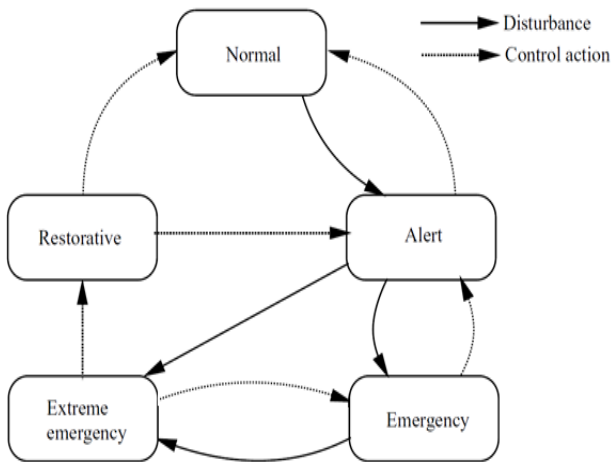 Disturbance
Normal
Control action
Restorative
Alert
Extreme
emergency
Emergency